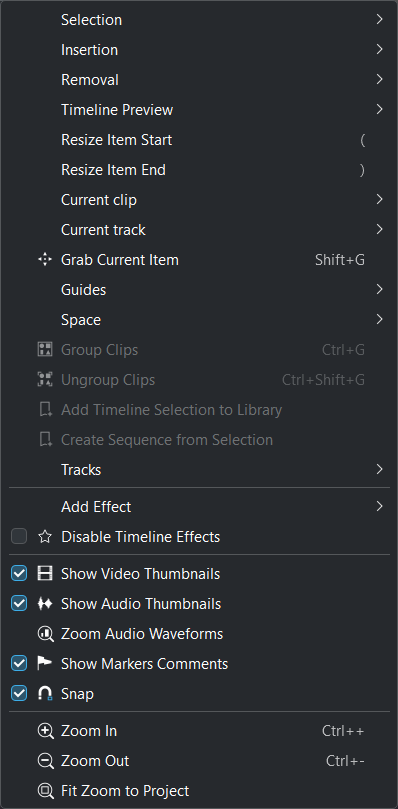 Selection
Insertion
Removal
Timeline Preview
Resize Item Start (
Resize Item End )
Current clip
Current track
Grab Current Item Shift+G
Guides
Space
Group Clips Ctrl+G
Ungroup Clips Ctrl+Shift+G
Add Timeline Selection to Library
Create Sequence from Selection
Tracks
Add Effect
Disable Timeline Effects
Show Video Thumbnails
Show Audio Thumbnails
Zoom Audio Waveforms
Show Markers Comments
Snap
Zoom In Ctrl++
Zoom Out Ctrl+-
Fit Zoom to Project